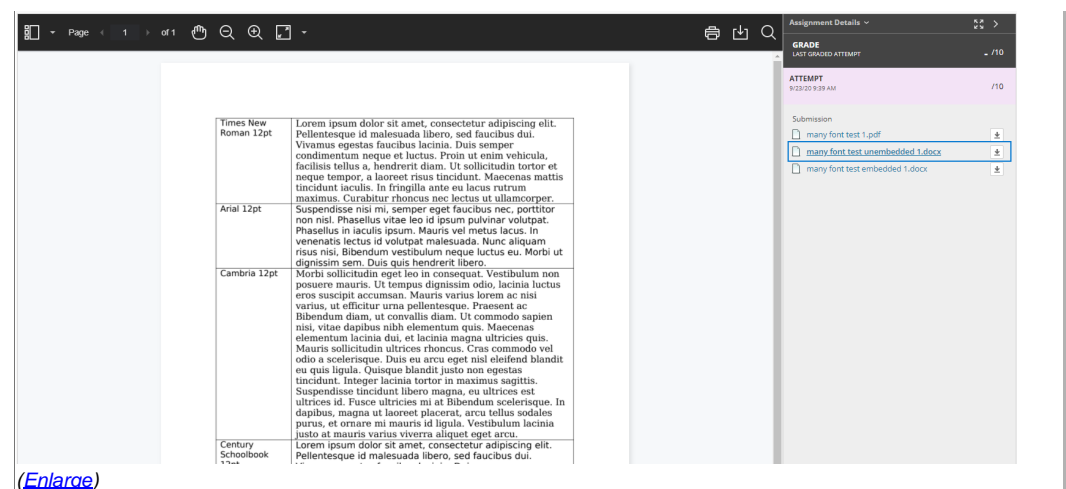 Page 1 of 1
Assignment Details
GRADE
LAST GRADED ATTEMPT
- /10
ATTEMPT
9/23/20 9:39 AM
/10
Submission
many font test 1.pdf
many font test unembedded 1.docx
many font test embedded 1.docx
Times New
Roman 12pt
Lorem ipsum dolor sit amet, consectetur adipiscing elit.
Pellentesque id malesuada libero, sed faucibus dui.
Vivamus egestas faucibus lacinia. Duis semper
condimentum neque et luctus. Proin ut enim vehicula,
facilisis tellus a, hendrerit diam. Ut sollicitudin tortor et
neque tempor, a laoreet risus tincidunt. Maecenas mattis
tincidunt iaculis. In fringilla ante eu lacus rutrum
maximus. Curabitur rhoncus nec lectus ut ullamcorper.
Arial 12pt
Suspendisse nisi mi, semper eget faucibus nec, porttitor
non nisl. Phasellus vitae leo id ipsum pulvinar volutpat.
Phasellus in iaculis ipsum. Mauris vel metus lacus. In
venenatis lectus id volutpat malesuada. Nunc aliquam
risus nisi, Bibendum vestibulum neque luctus eu. Morbi ut
dignissim sem. Duis quis hendrerit libero.
Cambria 12pt
Morbi sollicitudin eget leo in consequat. Vestibulum non
posuere mauris. Ut tempus dignissim odio, lacinia luctus
eros suscipit accumsan. Mauris varius lorem ac nisi
varius, ut efficitur urna pellentesque. Praesent ac
Bibendum diam, ut convallis diam. Ut commodo sapien
nisi, vitae dapibus nibh elementum quis. Maecenas
elementum lacinia dui, et lacinia magna ultricies quis.
Mauris sollicitudin ultrices rhoncus. Cras commodo vel
odio a scelerisque. Duis eu arcu eget nisl eleifend blandit
eu quis ligula. Quisque blandit justo non egestas
tincidunt. Integer lacinia tortor in maximus sagittis.
Suspendisse tincidunt libero magna, eu ultrices est
ultrices id. Fusce ultricies mi at Bibendum scelerisque. In
dapibus, magna ut laoreet placerat, arcu tellus sodales
purus, et ornare mi mauris id ligula. Vestibulum lacinia
justo at mauris varius viverra aliquet eget arcu.
Century
Schoolbook
12pt
Lorem ipsum dolor sit amet, consectetur adipiscing elit.
Pellentesque id malesuada libero, sed faucibus dui.
(Enlarge)